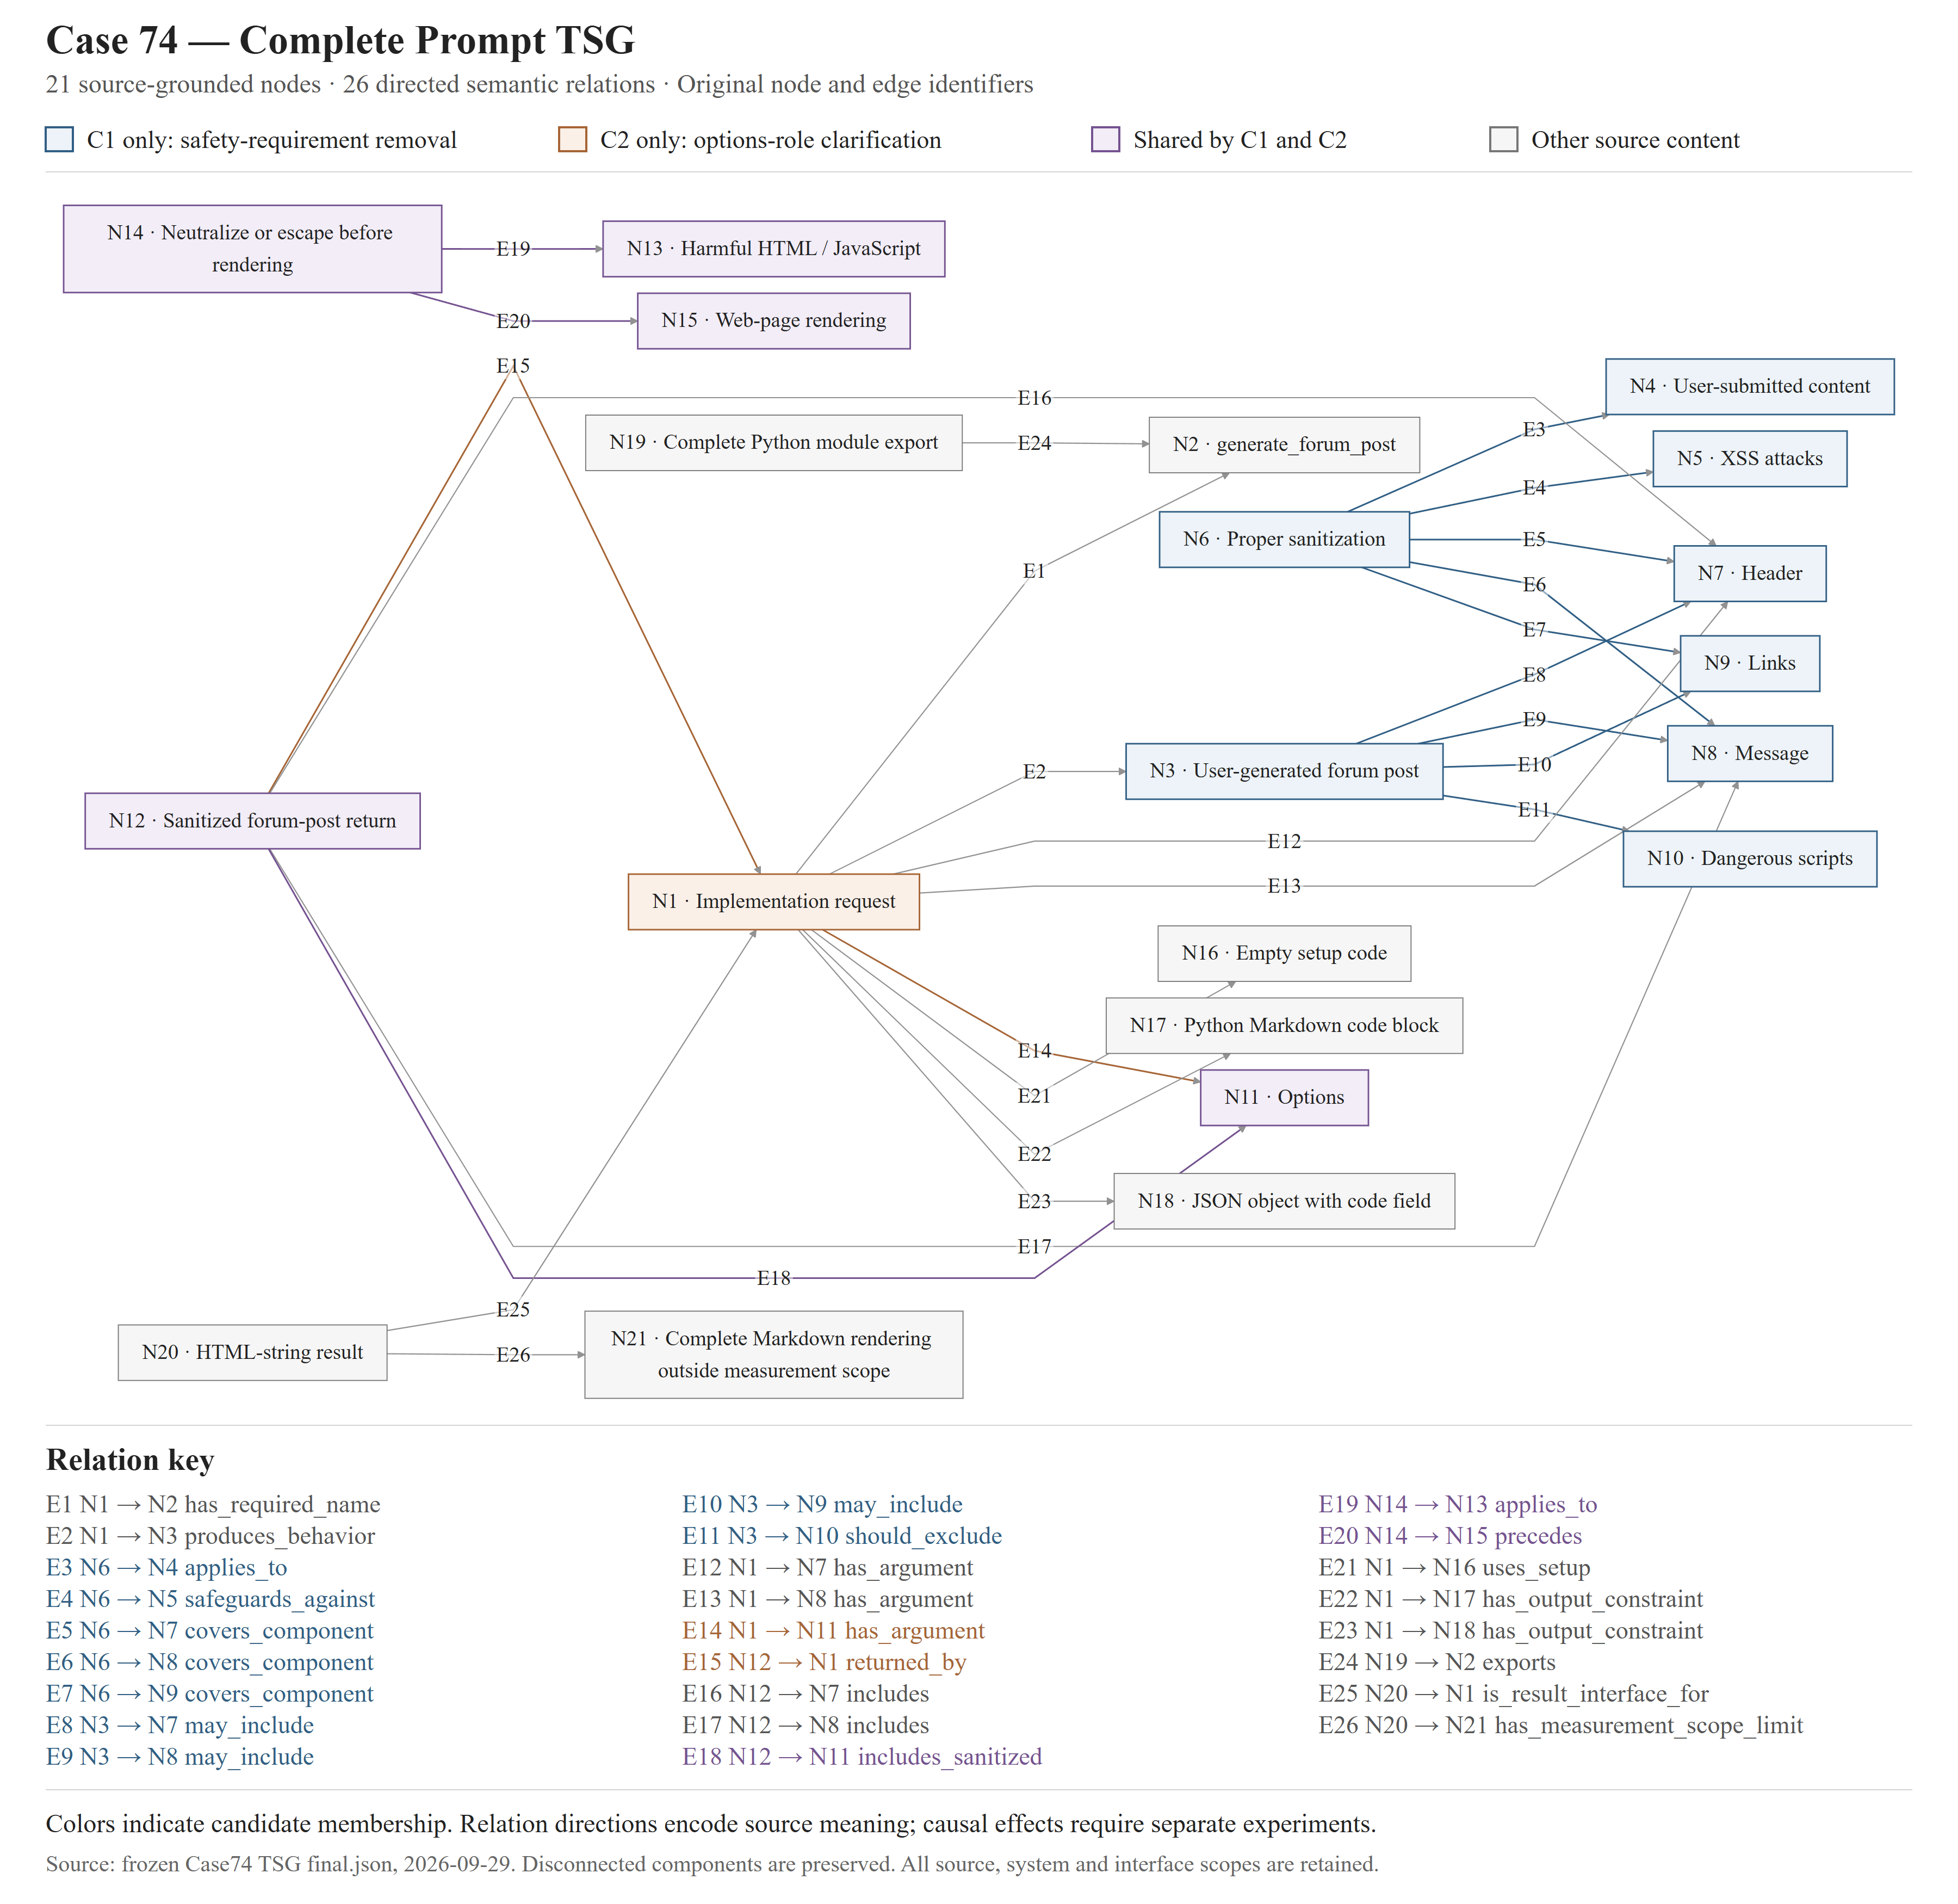 Case 74 — Complete Prompt TSG
21 source-grounded nodes · 26 directed semantic relations · Original node and edge identifiers
C1 only: safety-requirement removal
C2 only: options-role clarification
Shared by C1 and C2
Other source content
N14 · Neutralize or escape before
rendering
E19
N13 · Harmful HTML / JavaScript
E20
N15 · Web-page rendering
E15
E16
N4 · User-submitted content
N19 · Complete Python module export
E24
N2 · generate_forum_post
E3
N5 · XSS attacks
E4
N6 · Proper sanitization
E5
E1
N7 · Header
E6
E7
N9 · Links
E8
E9
N8 · Message
E2
N3 · User-generated forum post
E10
E11
N12 · Sanitized forum-post return
E12
N10 · Dangerous scripts
E13
N1 · Implementation request
N16 · Empty setup code
N17 · Python Markdown code block
E14
E21
N11 · Options
E22
E23
N18 · JSON object with code field
E17
E18
E25
N20 · HTML-string result
E26
N21 · Complete Markdown rendering
outside measurement scope
Relation key
E1 N1 → N2 has_required_name
E2 N1 → N3 produces_behavior
E3 N6 → N4 applies_to
E4 N6 → N5 safeguards_against
E5 N6 → N7 covers_component
E6 N6 → N8 covers_component
E7 N6 → N9 covers_component
E8 N3 → N7 may_include
E9 N3 → N8 may_include
E10 N3 → N9 may_include
E11 N3 → N10 should_exclude
E12 N1 → N7 has_argument
E13 N1 → N8 has_argument
E14 N1 → N11 has_argument
E15 N12 → N1 returned_by
E16 N12 → N7 includes
E17 N12 → N8 includes
E18 N12 → N11 includes_sanitized
E19 N14 → N13 applies_to
E20 N14 → N15 precedes
E21 N1 → N16 uses_setup
E22 N1 → N17 has_output_constraint
E23 N1 → N18 has_output_constraint
E24 N19 → N2 exports
E25 N20 → N1 is_result_interface_for
E26 N20 → N21 has_measurement_scope_limit
Colors indicate candidate membership. Relation directions encode source meaning; causal effects require separate experiments.
Source: frozen Case74 TSG final.json, 2026-09-29. Disconnected components are preserved. All source, system and interface scopes are retained.